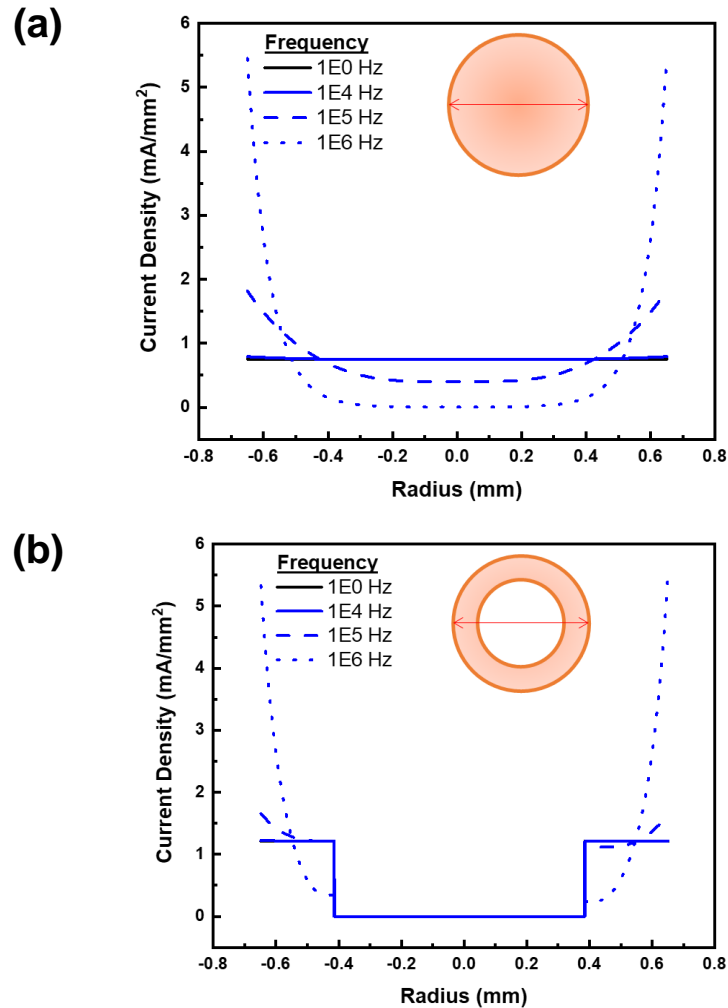 (a)
Frequency
1E0 Hz
1E4 Hz
1E5 Hz
1E6 Hz
Current Density (mA/mm²)
6
5
4
3
2
1
0
-0.8 -0.6 -0.4 -0.2 0.0 0.2 0.4 0.6 0.8
Radius (mm)
(b)
Frequency
1E0 Hz
1E4 Hz
1E5 Hz
1E6 Hz
Current Density (mA/mm²)
6
5
4
3
2
1
0
-0.8 -0.6 -0.4 -0.2 0.0 0.2 0.4 0.6 0.8
Radius (mm)